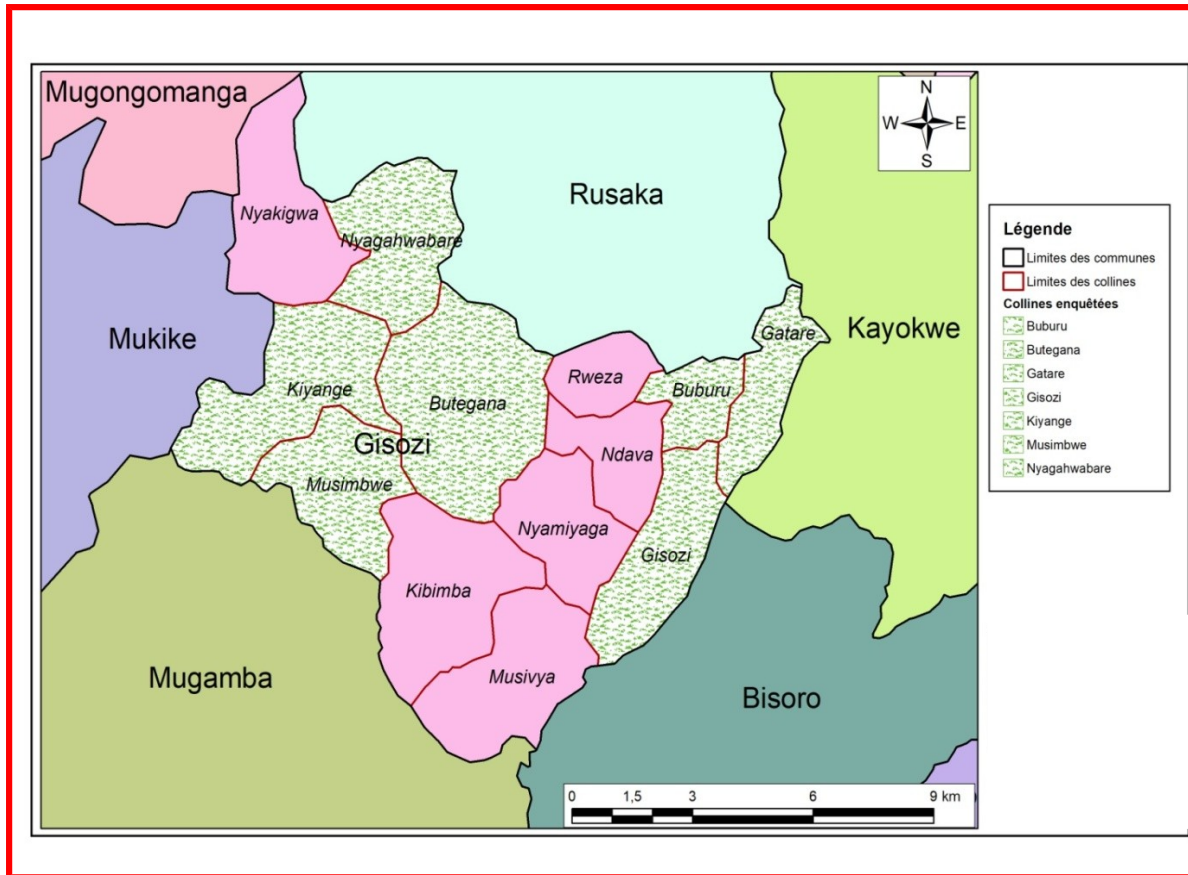 Mugongomanga
N
W E
S
Rusaka
Nyakigwa
Nyagahwabare
Mukike
Kayokwe
Gatare
Rweza
Buburu
Kiyange
Butegana
Gisozi
Ndava
Musimbwe
Nyamiyaga
Gisozi
Kibimba
Musivya
Mugamba
Bisoro
0 1,5 3 6 9 km
Légende
Limites des communes
Limites des collines
Collines enquêtées
Buburu
Butegana
Gatare
Gisozi
Kiyange
Musimbwe
Nyagahwabare